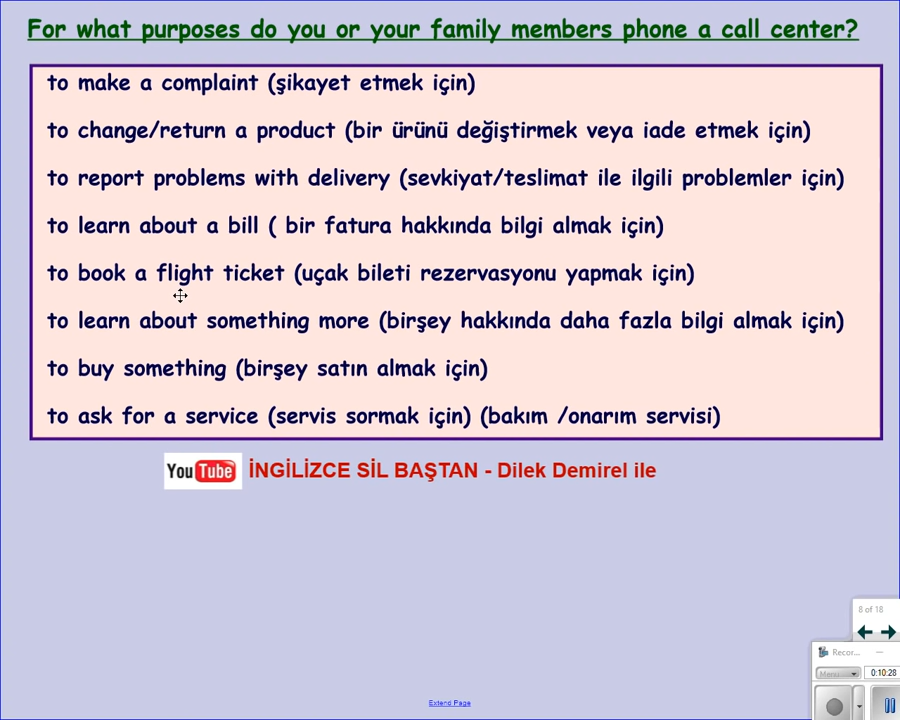 For what purposes do you or your family members phone a call center?
to make a complaint (şikayet etmek için)
to change/return a product (bir ürünü değiştirmek veya iade etmek için)
to report problems with delivery (sevkiyat/teslimat ile ilgili problemler için)
to learn about a bill ( bir fatura hakkında bilgi almak için)
to book a flight ticket (uçak bileti rezervasyonu yapmak için)
to learn about something more (birşey hakkında daha fazla bilgi almak için)
to buy something (birşey satın almak için)
to ask for a service (servis sormak için) (bakım /onarım servisi)
YouTube İNGİLİZCE SİL BAŞTAN - Dilek Demirel ile
8 of 18
Recor...
Menu 0:10:28
Extend Page